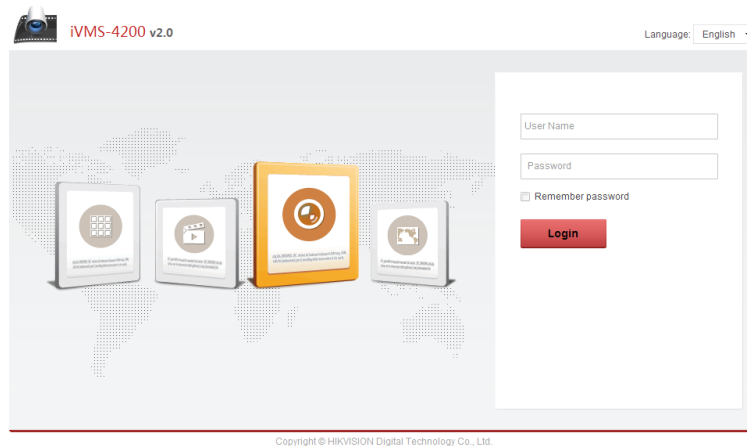 iVMS-4200 v2.0
Language: English
User Name
Password
Remember password
Login
Copyright © HIKVISION Digital Technology Co., Ltd.